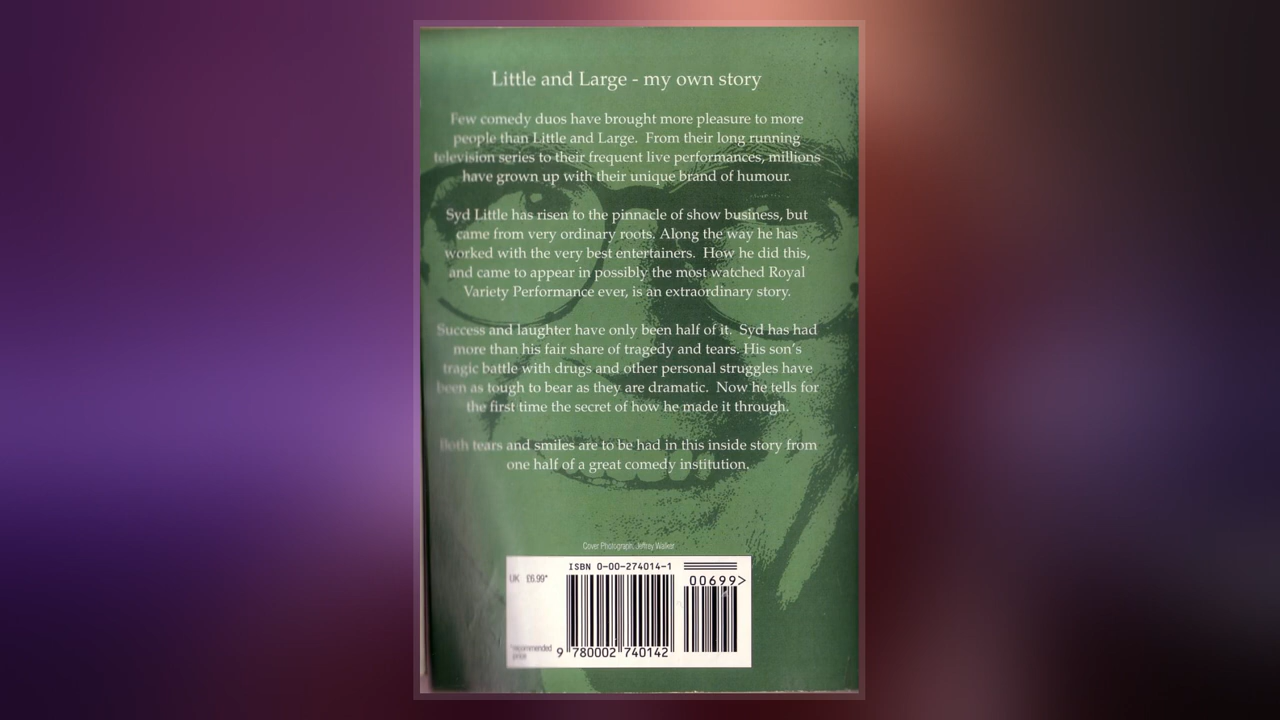 Little and Large - my own story
Few comedy duos have brought more pleasure to more
people than Little and Large. From their long running
television series to their frequent live performances, millions
have grown up with their unique brand of humour.
Syd Little has risen to the pinnacle of show business, but
came from very ordinary roots. Along the way he has
worked with the very best entertainers. How he did this,
and came to appear in possibly the most watched Royal
Variety Performance ever, is an extraordinary story.
Success and laughter have only been half of it. Syd has had
more than his fair share of tragedy and tears. His son's
tragic battle with drugs and other personal struggles have
been as tough to bear as they are dramatic. Now he tells for
the first time the secret of how he made it through.
Both tears and smiles are to be had in this inside story from
one half of a great comedy institution.
Cover Photograph: Jeffrey Walker
ISBN 0-00-274014-1
UK £6.99*
00699>
*recommended
price
9 780002 740142